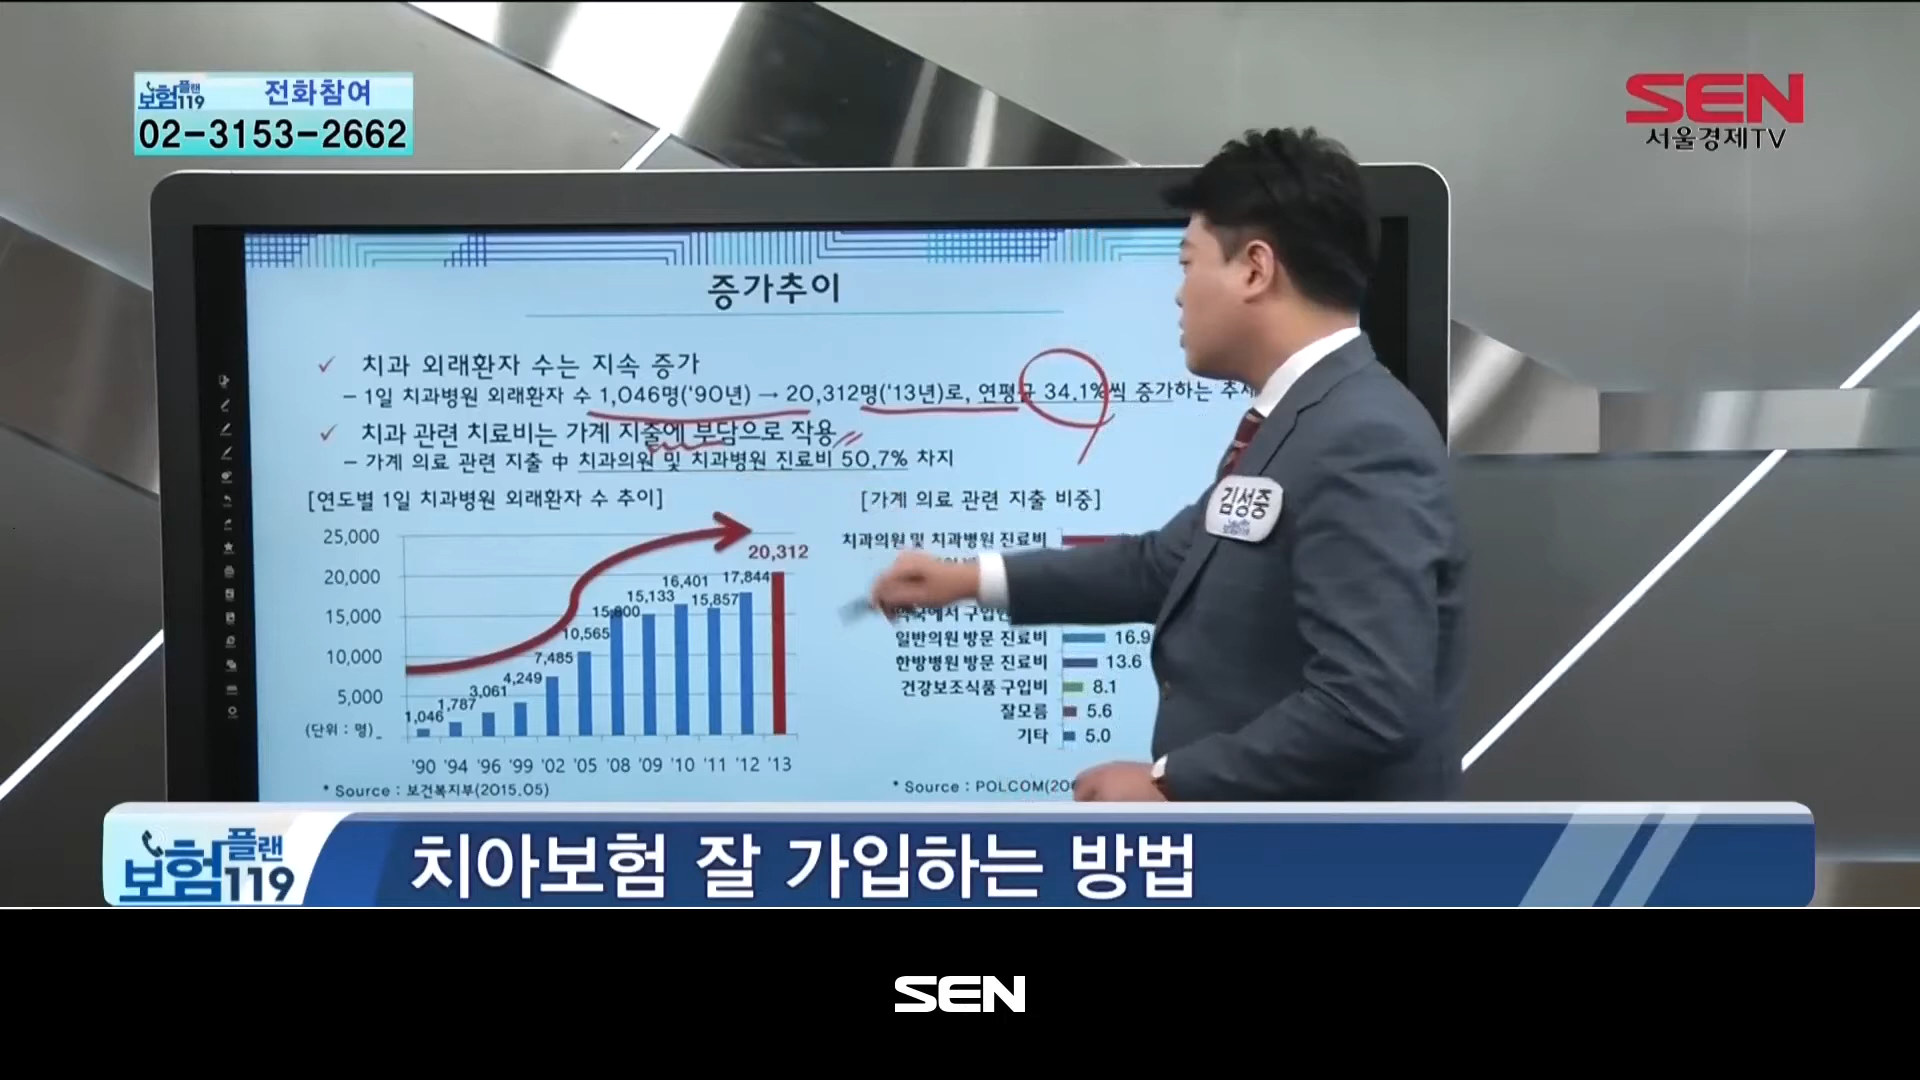 보험플랜119 전화참여
02-3153-2662
SEN
서울경제TV
증가추이
✓ 치과 외래환자 수는 지속 증가
– 1일 치과병원 외래환자 수 1,046명(‘90년) → 20,312명(‘13년)로, 연평균 34.1%씩 증가하는
✓ 치과 관련 치료비는 가계 지출에 부담으로 작용
– 가계 의료 관련 지출 中 치과의원 및 치과병원 진료비 50.7% 차지
[연도별 1일 치과병원 외래환자 수 추이]
25,000
20,000
15,000
10,000
5,000
(단위 : 명)
1,046
1,787
3,061
4,249
7,485
10,565
15,133
16,401
15,857
17,844
20,312
'90 '94 '96 '99 '02 '05 '08 '09 '10 '11 '12 '13
* Source : 보건복지부(2015.05)
[가계 의료 관련 지출 비중]
치과의원 및 치과병원 진료비
일반의원 방문 진료비 16.9
한방병원 방문 진료비 13.6
건강보조식품 구입비 8.1
잘모름 5.6
기타 5.0
* Source : POLCOM(20
김성중
보험플랜119
치아보험 잘 가입하는 방법
SEN